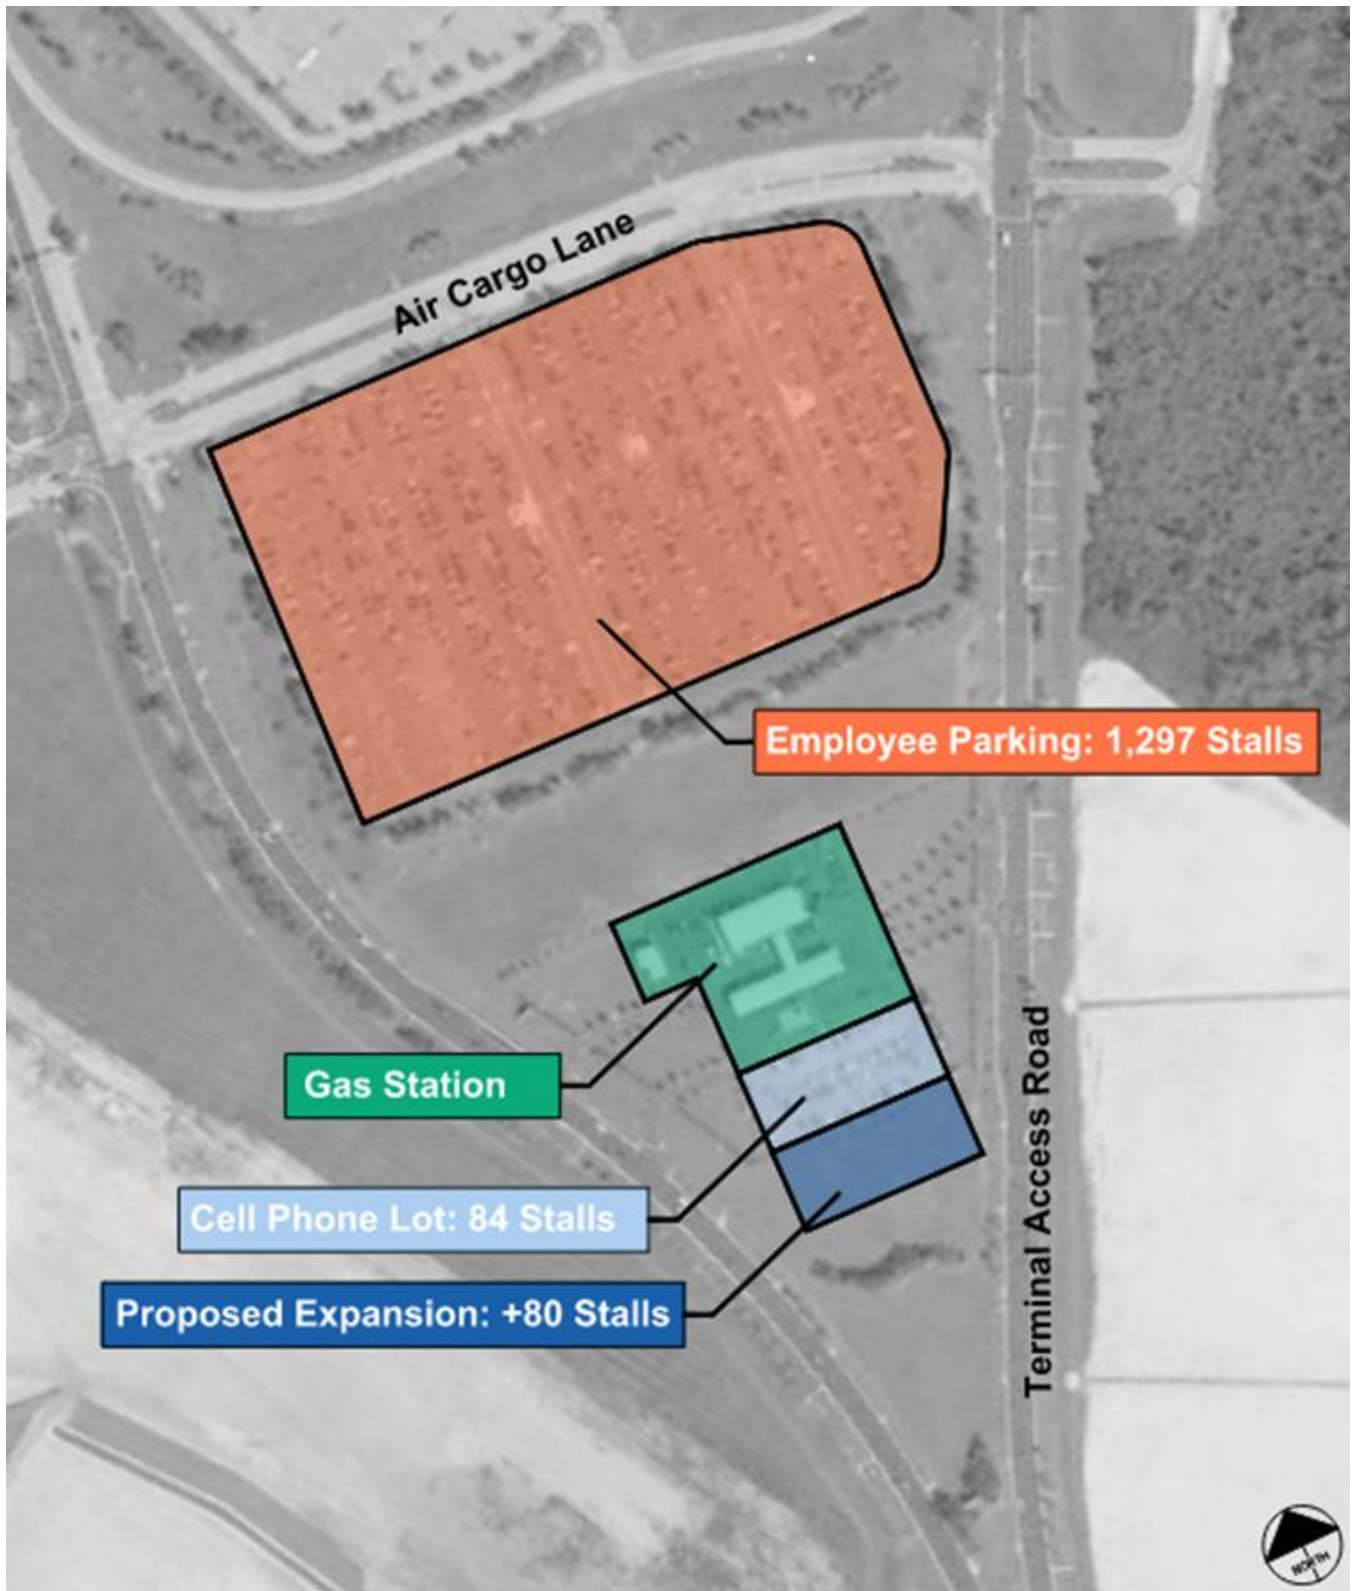 Air Cargo Lane
Employee Parking: 1,297 Stalls
Gas Station
Terminal Access Road
Cell Phone Lot: 84 Stalls
Proposed Expansion: +80 Stalls
NORTH